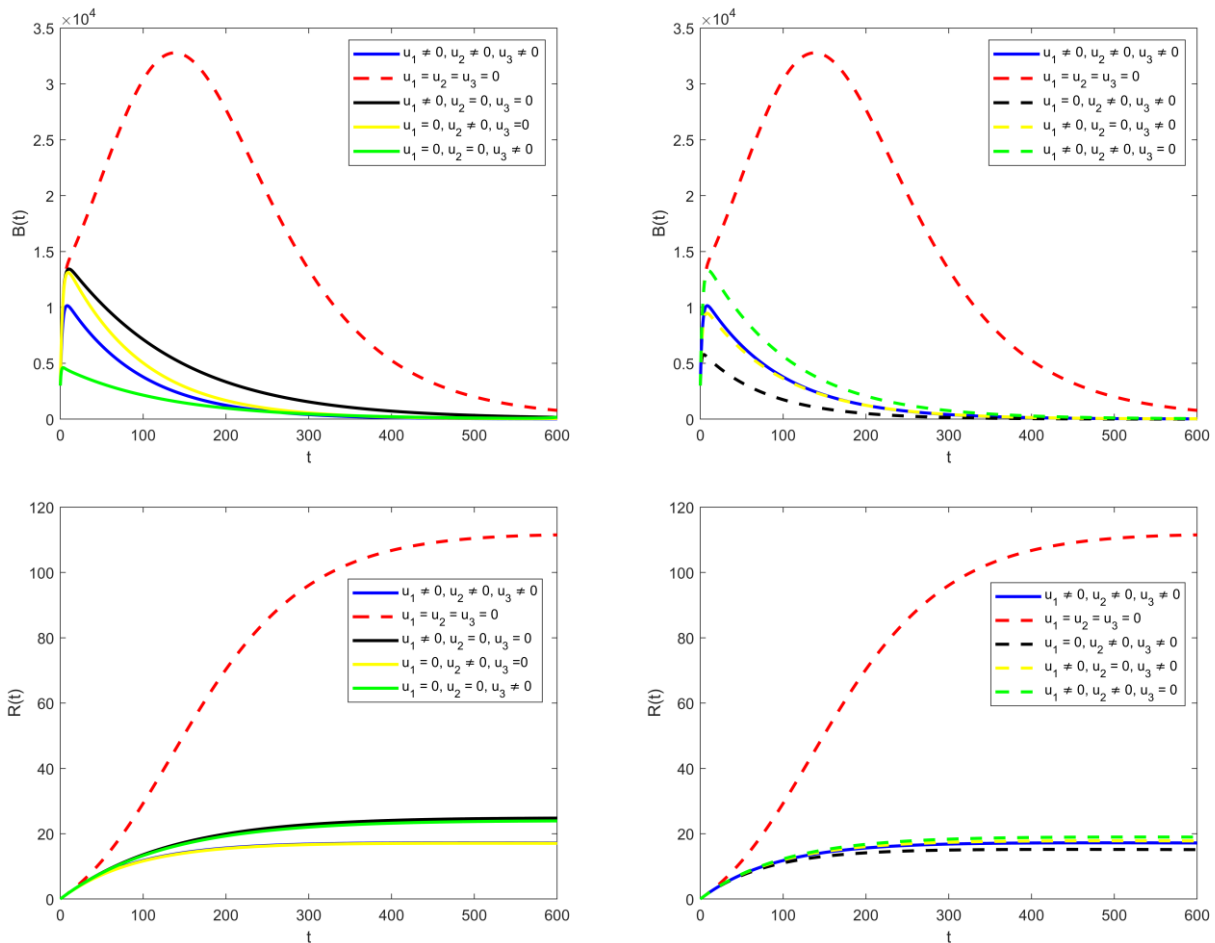 ×10⁴
3.5
3
2.5
2
1.5
1
0.5
0
B(t)
0 100 200 300 400 500 600
t
u₁ ≠ 0, u₂ ≠ 0, u₃ ≠ 0
u₁ = u₂ = u₃ = 0
u₁ ≠ 0, u₂ = 0, u₃ = 0
u₁ = 0, u₂ ≠ 0, u₃ =0
u₁ = 0, u₂ = 0, u₃ ≠ 0
×10⁴
3.5
3
2.5
2
1.5
1
0.5
0
B(t)
0 100 200 300 400 500 600
t
u₁ ≠ 0, u₂ ≠ 0, u₃ ≠ 0
u₁ = u₂ = u₃ = 0
u₁ = 0, u₂ ≠ 0, u₃ ≠ 0
u₁ ≠ 0, u₂ = 0, u₃ ≠ 0
u₁ ≠ 0, u₂ ≠ 0, u₃ = 0
120
100
80
60
40
20
0
R(t)
0 100 200 300 400 500 600
t
u₁ ≠ 0, u₂ ≠ 0, u₃ ≠ 0
u₁ = u₂ = u₃ = 0
u₁ ≠ 0, u₂ = 0, u₃ = 0
u₁ = 0, u₂ ≠ 0, u₃ =0
u₁ = 0, u₂ = 0, u₃ ≠ 0
120
100
80
60
40
20
0
R(t)
0 100 200 300 400 500 600
t
u₁ ≠ 0, u₂ ≠ 0, u₃ ≠ 0
u₁ = u₂ = u₃ = 0
u₁ = 0, u₂ ≠ 0, u₃ ≠ 0
u₁ ≠ 0, u₂ = 0, u₃ ≠ 0
u₁ ≠ 0, u₂ ≠ 0, u₃ = 0